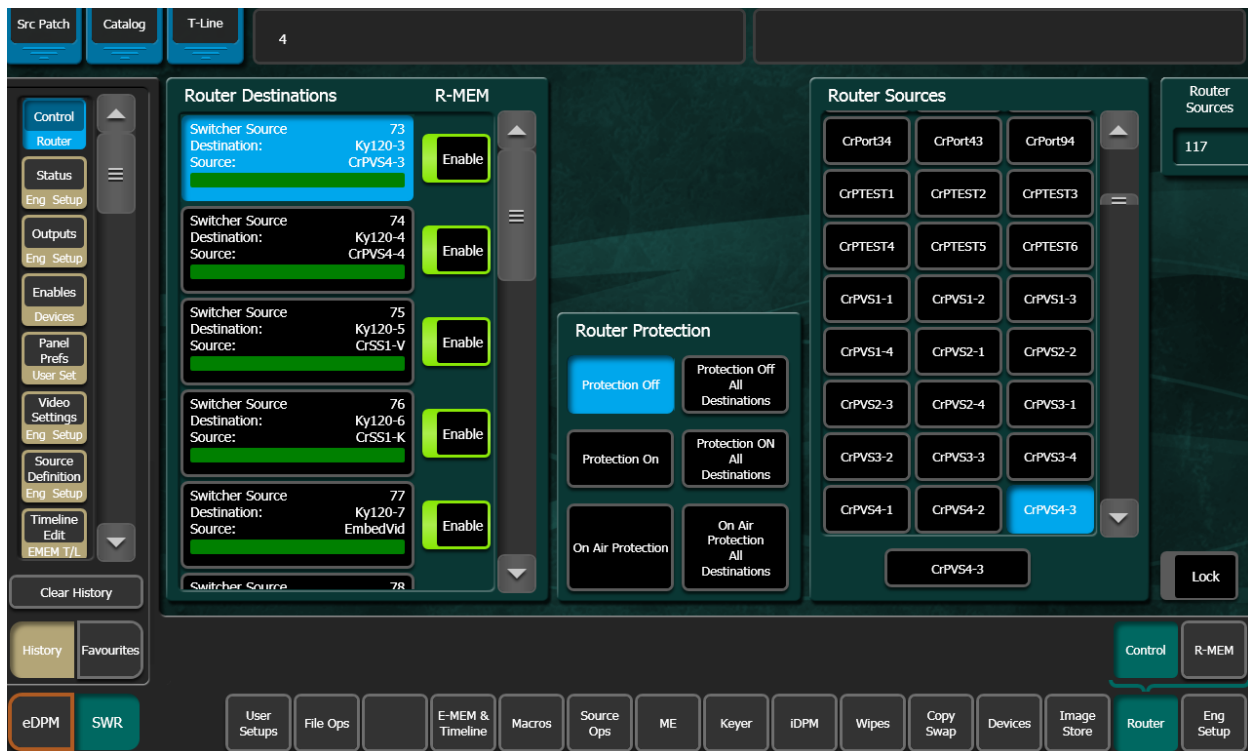 Src Patch
Catalog
T-Line
4
Control
Router
Status
Eng Setup
Outputs
Eng Setup
Enables
Devices
Panel
Prefs
User Set
Video
Settings
Eng Setup
Source
Definition
Eng Setup
Timeline
Edit
EMEM T/L
Clear History
History
Favourites
Router Destinations R-MEM
Switcher Source 73
Destination: Ky120-3
Source: CrPVS4-3
Enable
Switcher Source 74
Destination: Ky120-4
Source: CrPVS4-4
Enable
Switcher Source 75
Destination: Ky120-5
Source: CrSS1-V
Enable
Switcher Source 76
Destination: Ky120-6
Source: CrSS1-K
Enable
Switcher Source 77
Destination: Ky120-7
Source: EmbedVid
Enable
Switcher Source 78
Router Protection
Protection Off
Protection Off
All
Destinations
Protection On
Protection ON
All
Destinations
On Air Protection
On Air
Protection
All
Destinations
Router Sources
CrPort34 CrPort43 CrPort94
CrPTEST1 CrPTEST2 CrPTEST3
CrPTEST4 CrPTEST5 CrPTEST6
CrPVS1-1 CrPVS1-2 CrPVS1-3
CrPVS1-4 CrPVS2-1 CrPVS2-2
CrPVS2-3 CrPVS2-4 CrPVS3-1
CrPVS3-2 CrPVS3-3 CrPVS3-4
CrPVS4-1 CrPVS4-2 CrPVS4-3
CrPVS4-3
Router
Sources
117
Lock
Control
R-MEM
eDPM
SWR
User
Setups
File Ops
E-MEM &
Timeline
Macros
Source
Ops
ME
Keyer
iDPM
Wipes
Copy
Swap
Devices
Image
Store
Router
Eng
Setup